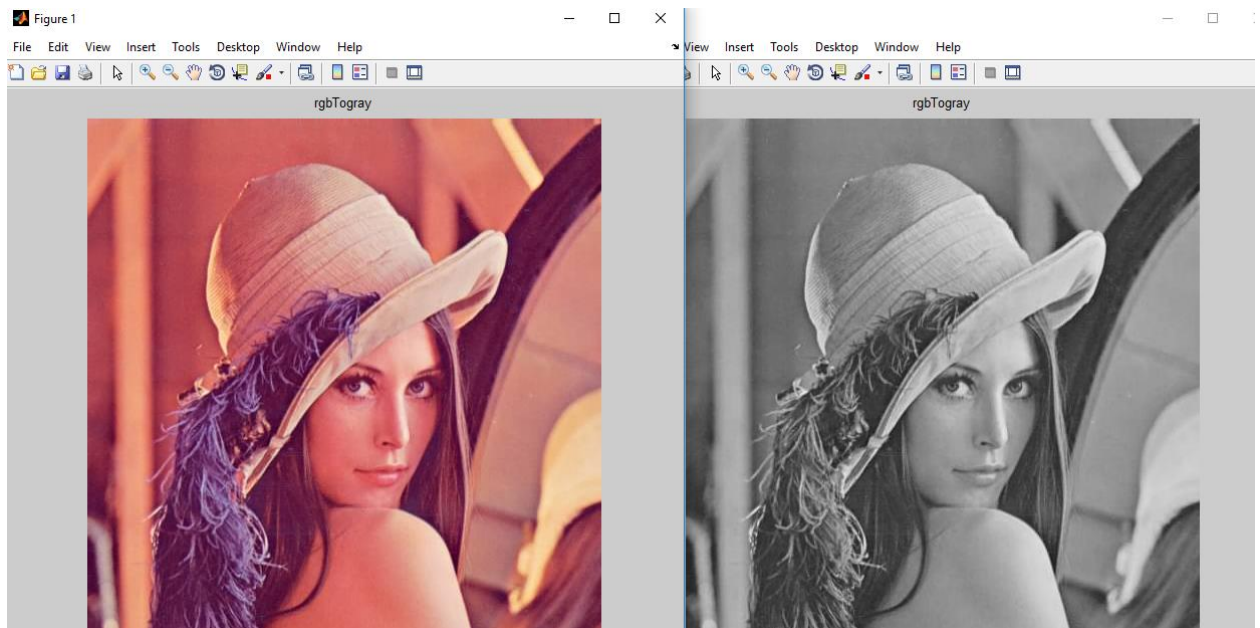 Figure 1
File Edit View Insert Tools Desktop Window Help
rgbTogray
View Insert Tools Desktop Window Help
rgbTogray